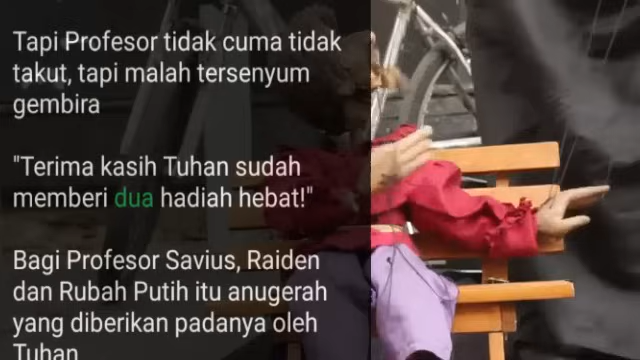 Tapi Profesor tidak cuma tidak
takut, tapi malah tersenyum
gembira
"Terima kasih Tuhan sudah
memberi dua hadiah hebat!"
Bagi Profesor Savius, Raiden
dan Rubah Putih itu anugerah
yang diberikan padanya oleh
Tuhan